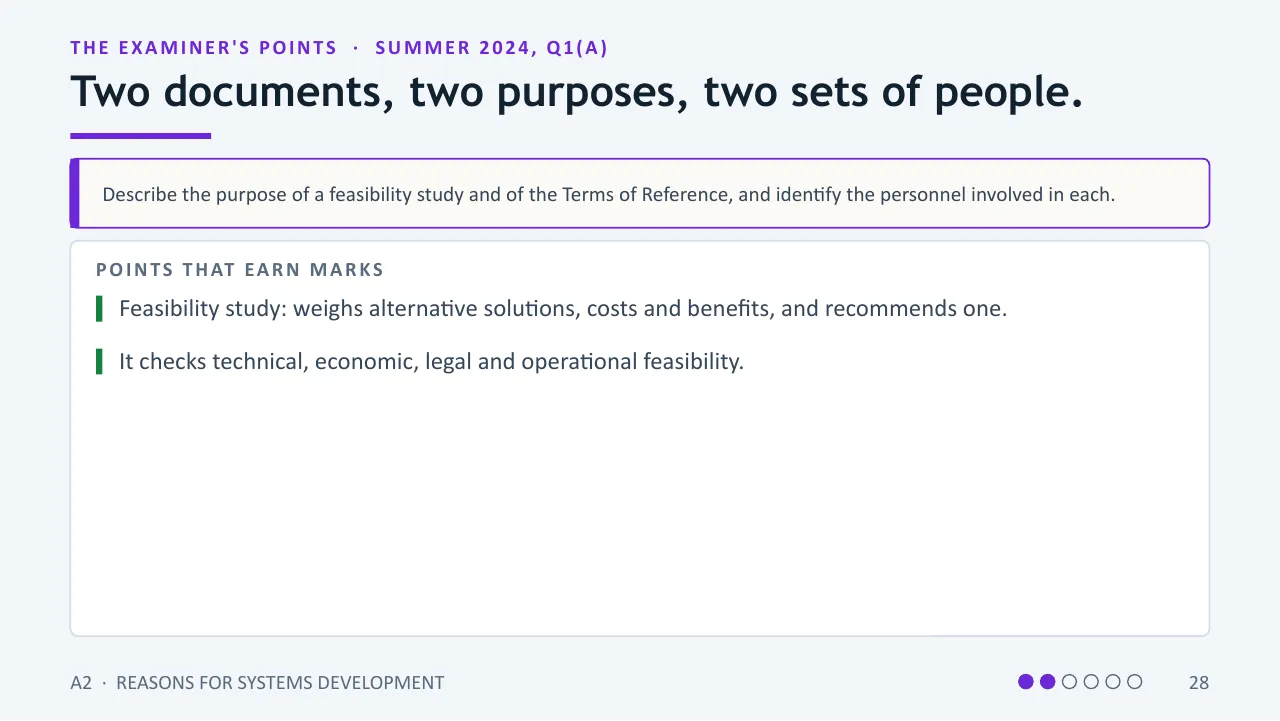 THE EXAMINER'S POINTS · SUMMER 2024, Q1(A)
Two documents, two purposes, two sets of people.
Describe the purpose of a feasibility study and of the Terms of Reference, and identify the personnel involved in each.
POINTS THAT EARN MARKS
Feasibility study: weighs alternative solutions, costs and benefits, and recommends one.
It checks technical, economic, legal and operational feasibility.
A2 · REASONS FOR SYSTEMS DEVELOPMENT
28